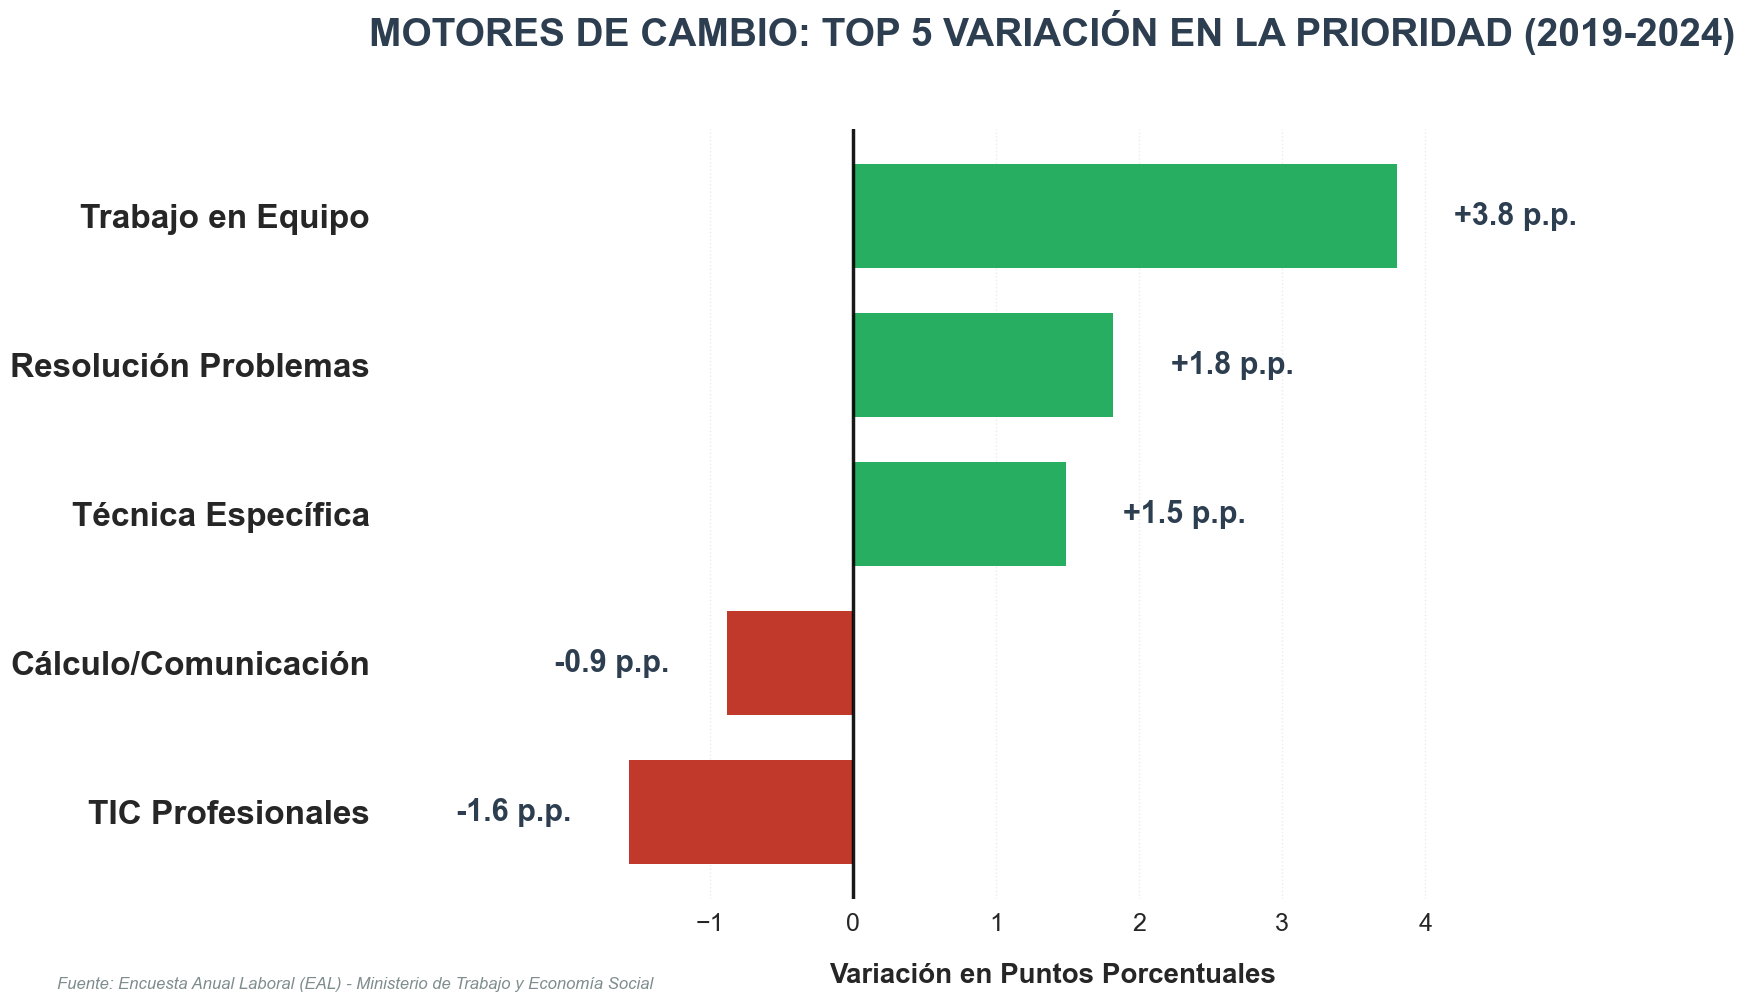 MOTORES DE CAMBIO: TOP 5 VARIACIÓN EN LA PRIORIDAD (2019-2024)
Trabajo en Equipo
+3.8 p.p.
Resolución Problemas
+1.8 p.p.
Técnica Específica
+1.5 p.p.
Cálculo/Comunicación
-0.9 p.p.
TIC Profesionales
-1.6 p.p.
−1 0 1 2 3 4
Variación en Puntos Porcentuales
Fuente: Encuesta Anual Laboral (EAL) - Ministerio de Trabajo y Economía Social